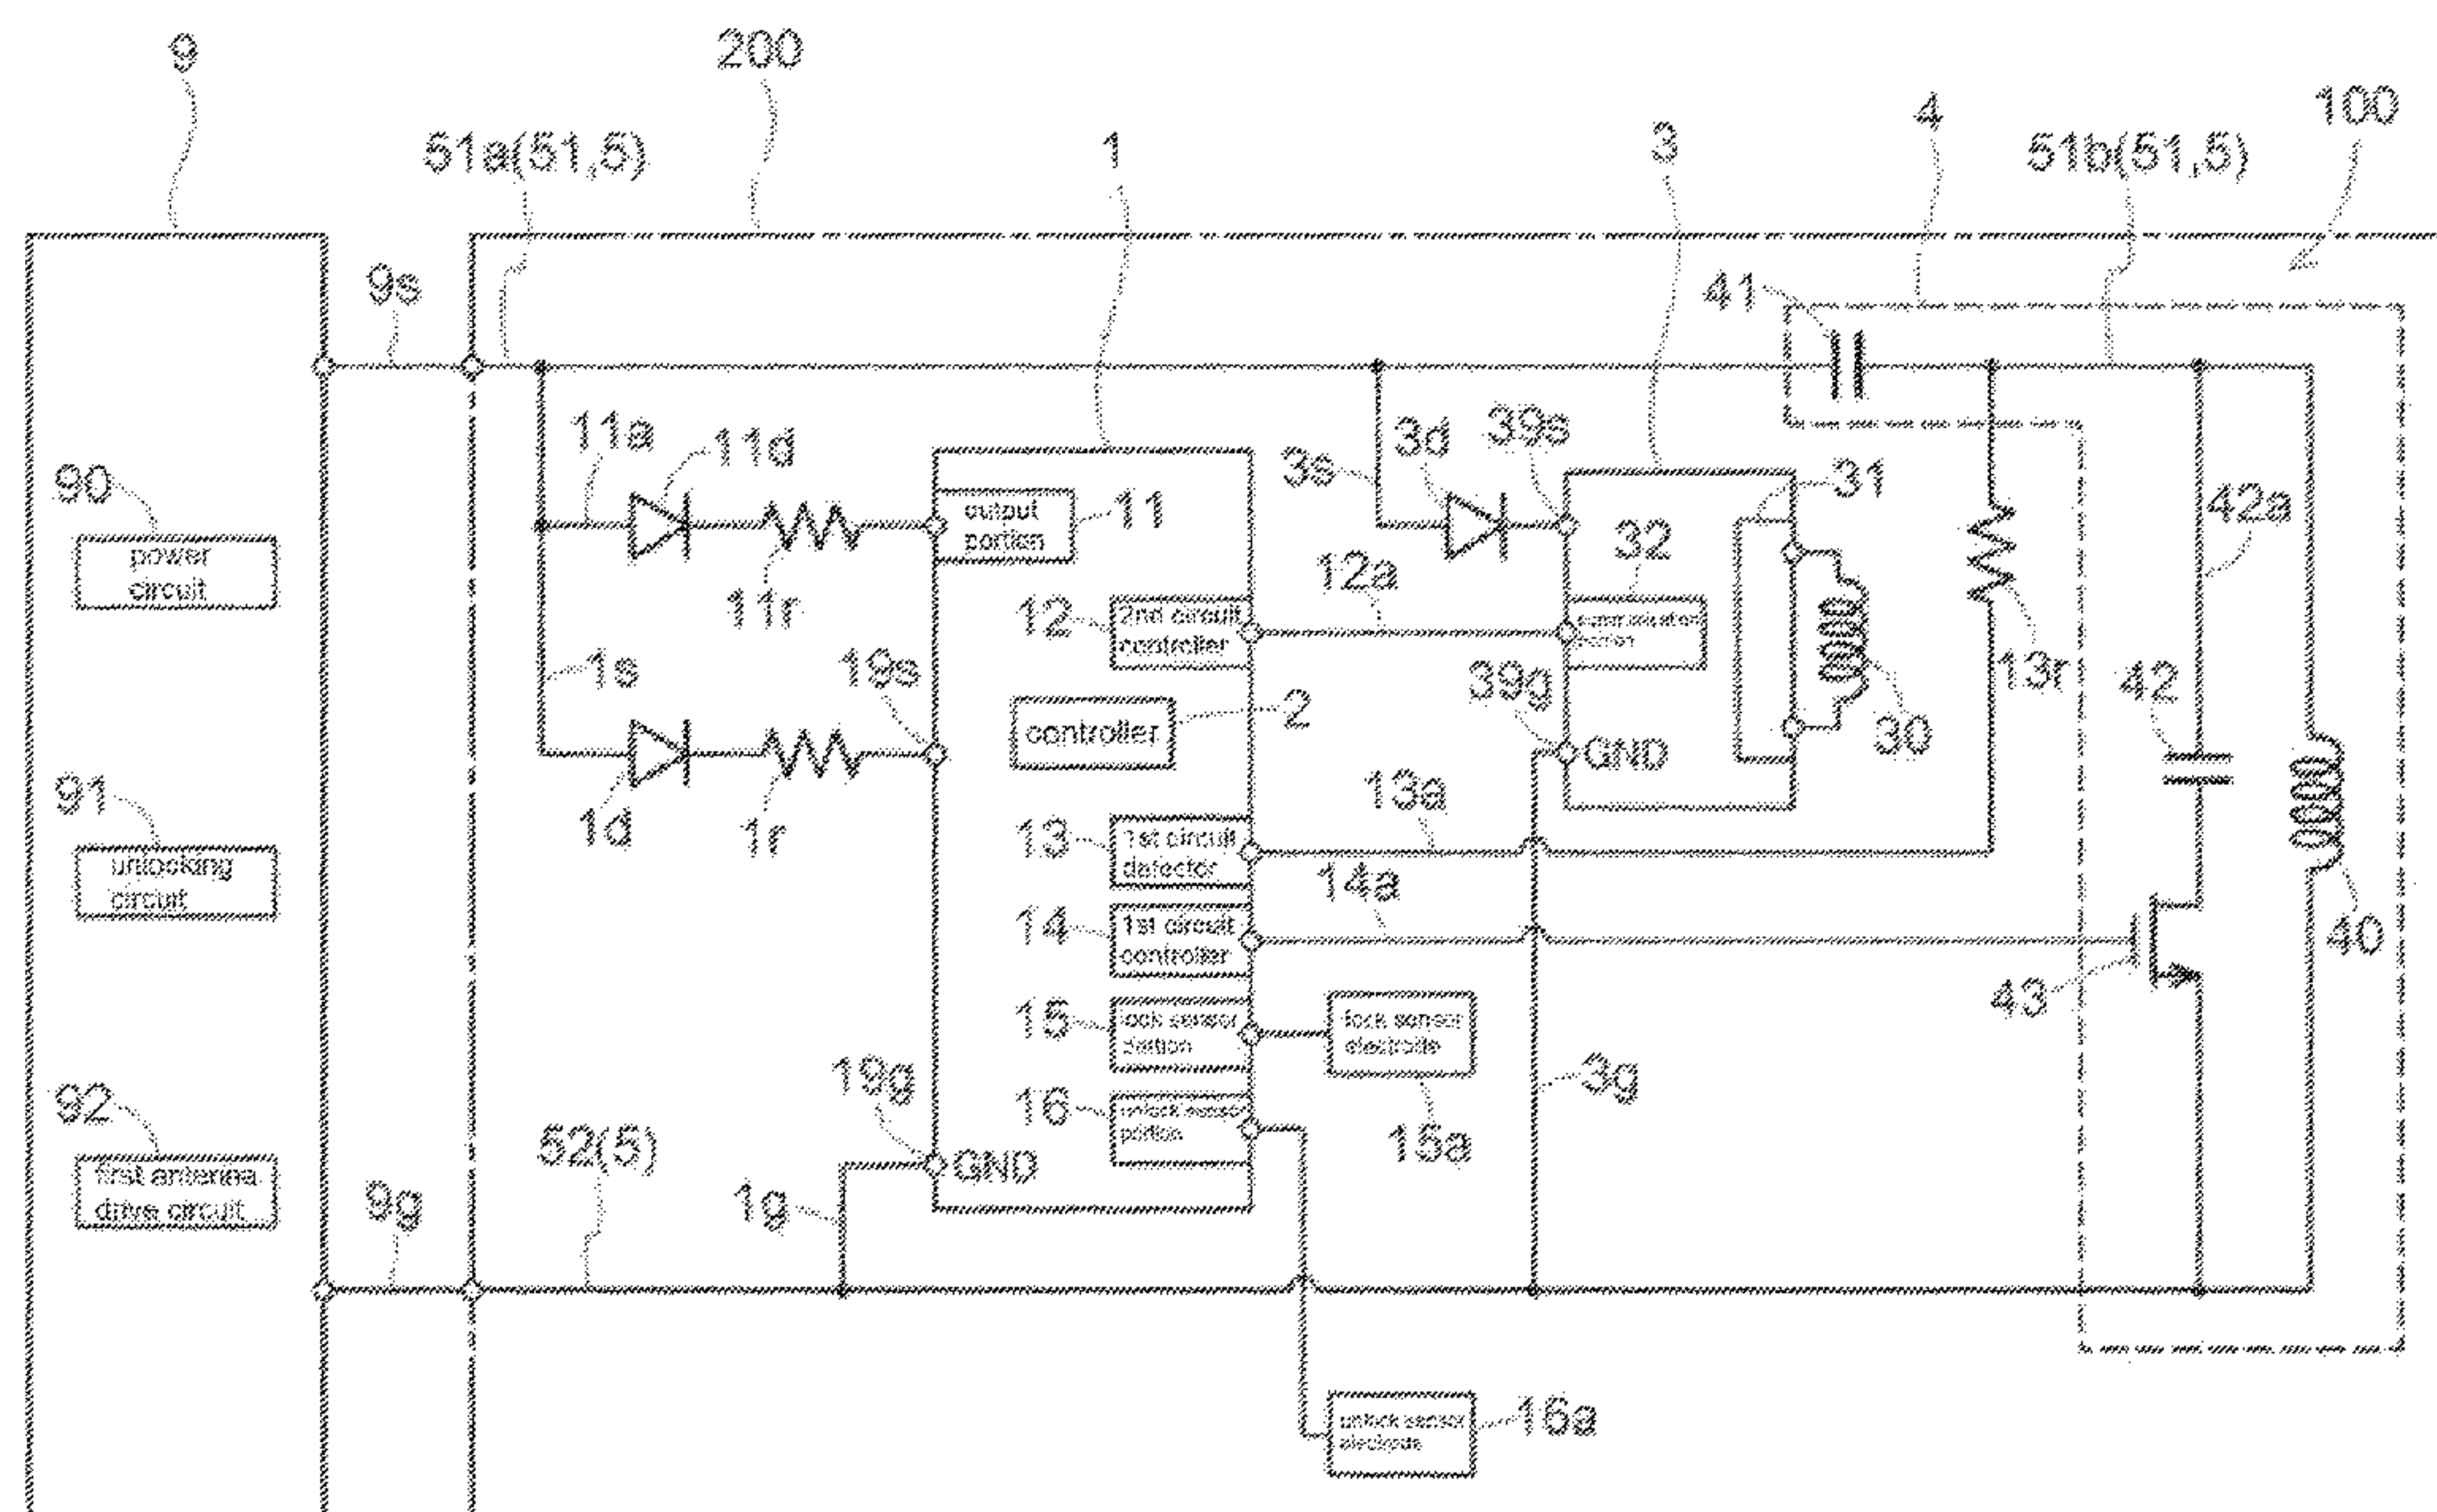 9
200
51a(51,5)
1
3
4
51b(51,5)
100
9s
41
11a
11d
3s
3d
39s
31
42a
90
power
circuit
output
portion
11
32
12a
11r
12
2nd circuit
controller
1s
19s
39g
13r
42
controller
2
GND
30
91
1d
1r
13a
13
1st circuit
detector
unlocking
circuit
14a
14
1st circuit
controller
40
43
15
lock sensor
portion
lock sensor
electrode
92
19g
16
unlock sensor
portion
3g
52(5)
15a
first antenna
drive circuit
9g
1g
GND
unlock sensor
electrode
16a